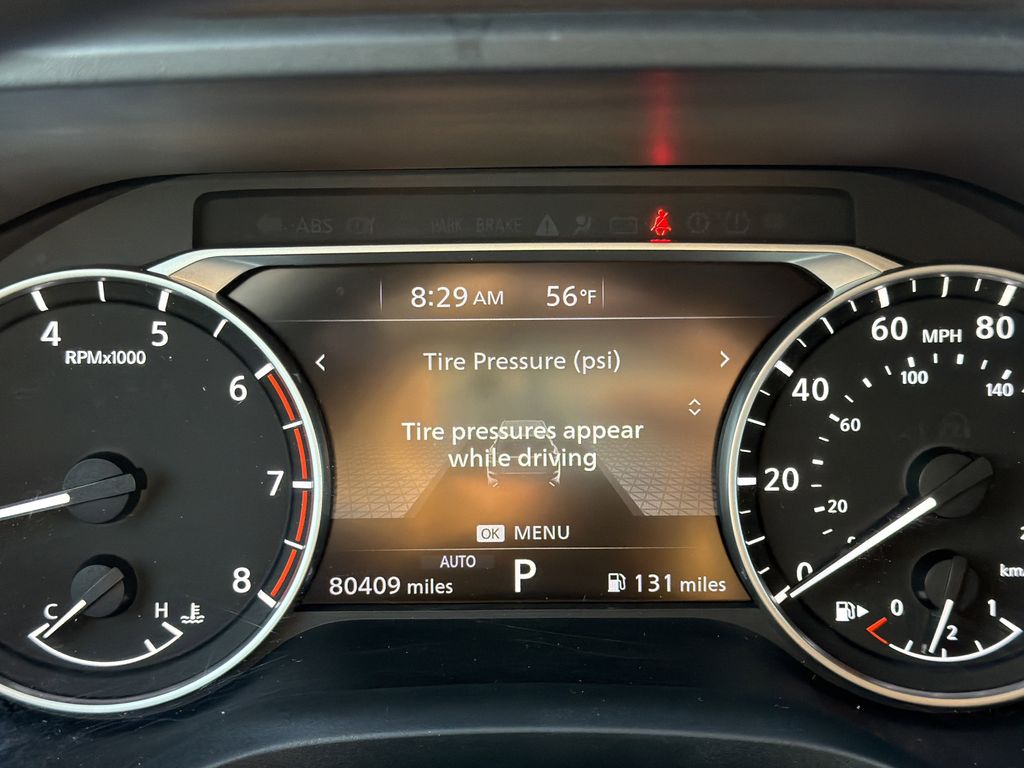 ABS PARK BRAKE
8:29 AM 56°F
Tire Pressure (psi)
Tire pressures appear
while driving
OK MENU
AUTO
80409 miles P 131 miles
4 5 6 7 8
RPMx1000
C H
60 MPH 80
40 100 140
60
20
20
0
km/
0 1/2 1